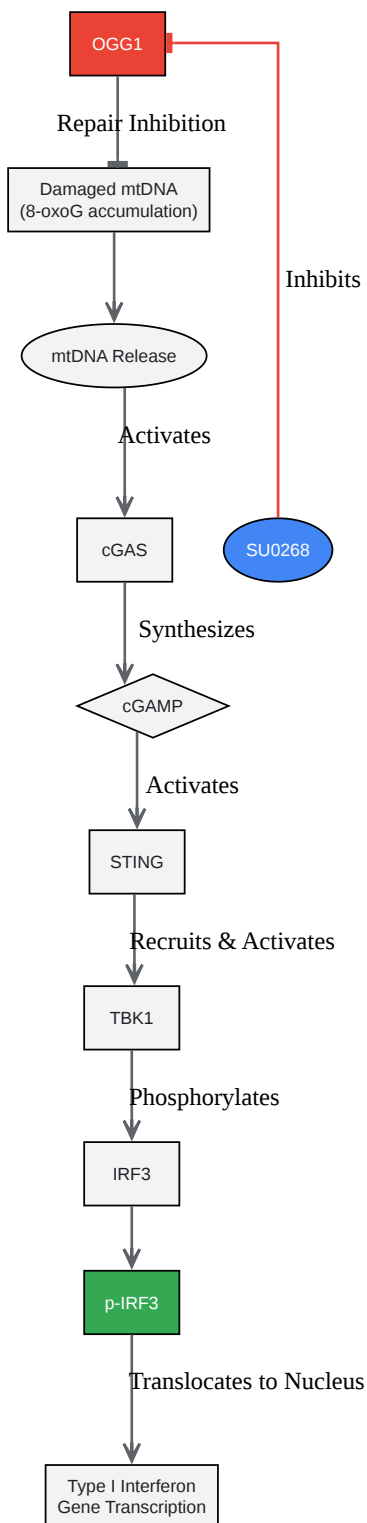 OGG1
Repair Inhibition
Damaged mtDNA
(8-oxoG accumulation)
Inhibits
mtDNA Release
Activates
cGAS
SU0268
Synthesizes
cGAMP
Activates
STING
Recruits & Activates
TBK1
Phosphorylates
IRF3
p-IRF3
Translocates to Nucleus
Type I Interferon
Gene Transcription